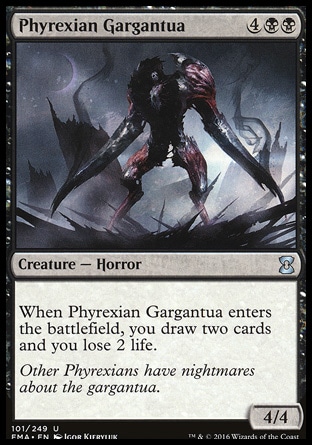 Phyrexian Gargantua 4
Creature — Horror
When Phyrexian Gargantua enters
the battlefield, you draw two cards
and you lose 2 life.
Other Phyrexians have nightmares
about the gargantua.
4/4
101/249 U
EMA • EN Igor Kieryluk
™ & © 2016 Wizards of the Coast